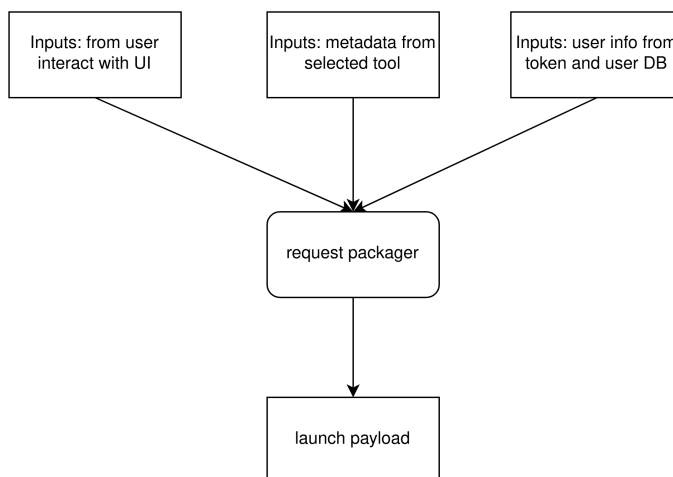 Inputs: from user
interact with UI
Inputs: metadata from
selected tool
Inputs: user info from
token and user DB
request packager
launch payload